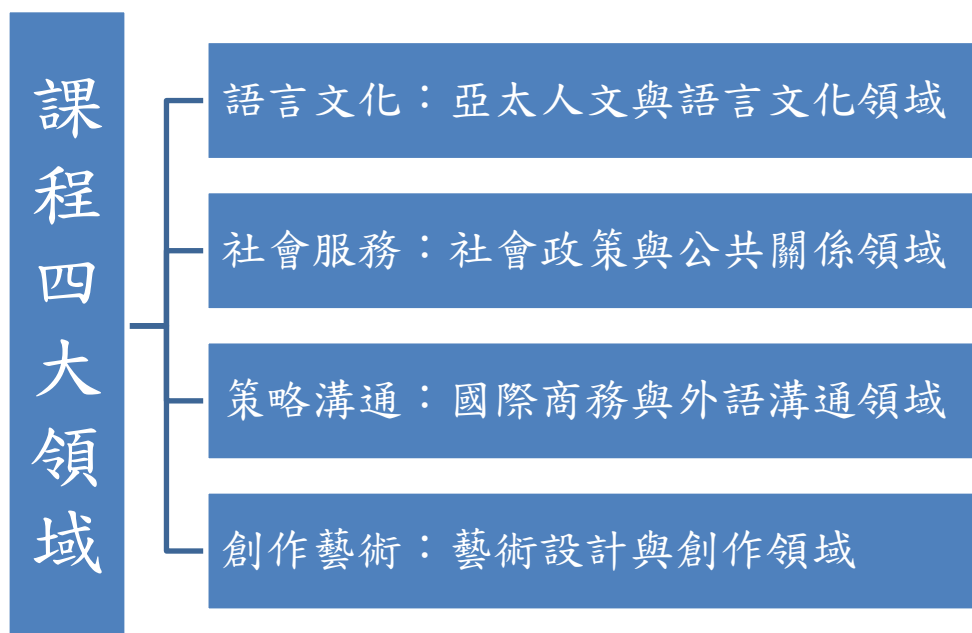 課程四大領域
語言文化：亞太人文與語言文化領域
社會服務：社會政策與公共關係領域
策略溝通：國際商務與外語溝通領域
創作藝術：藝術設計與創作領域